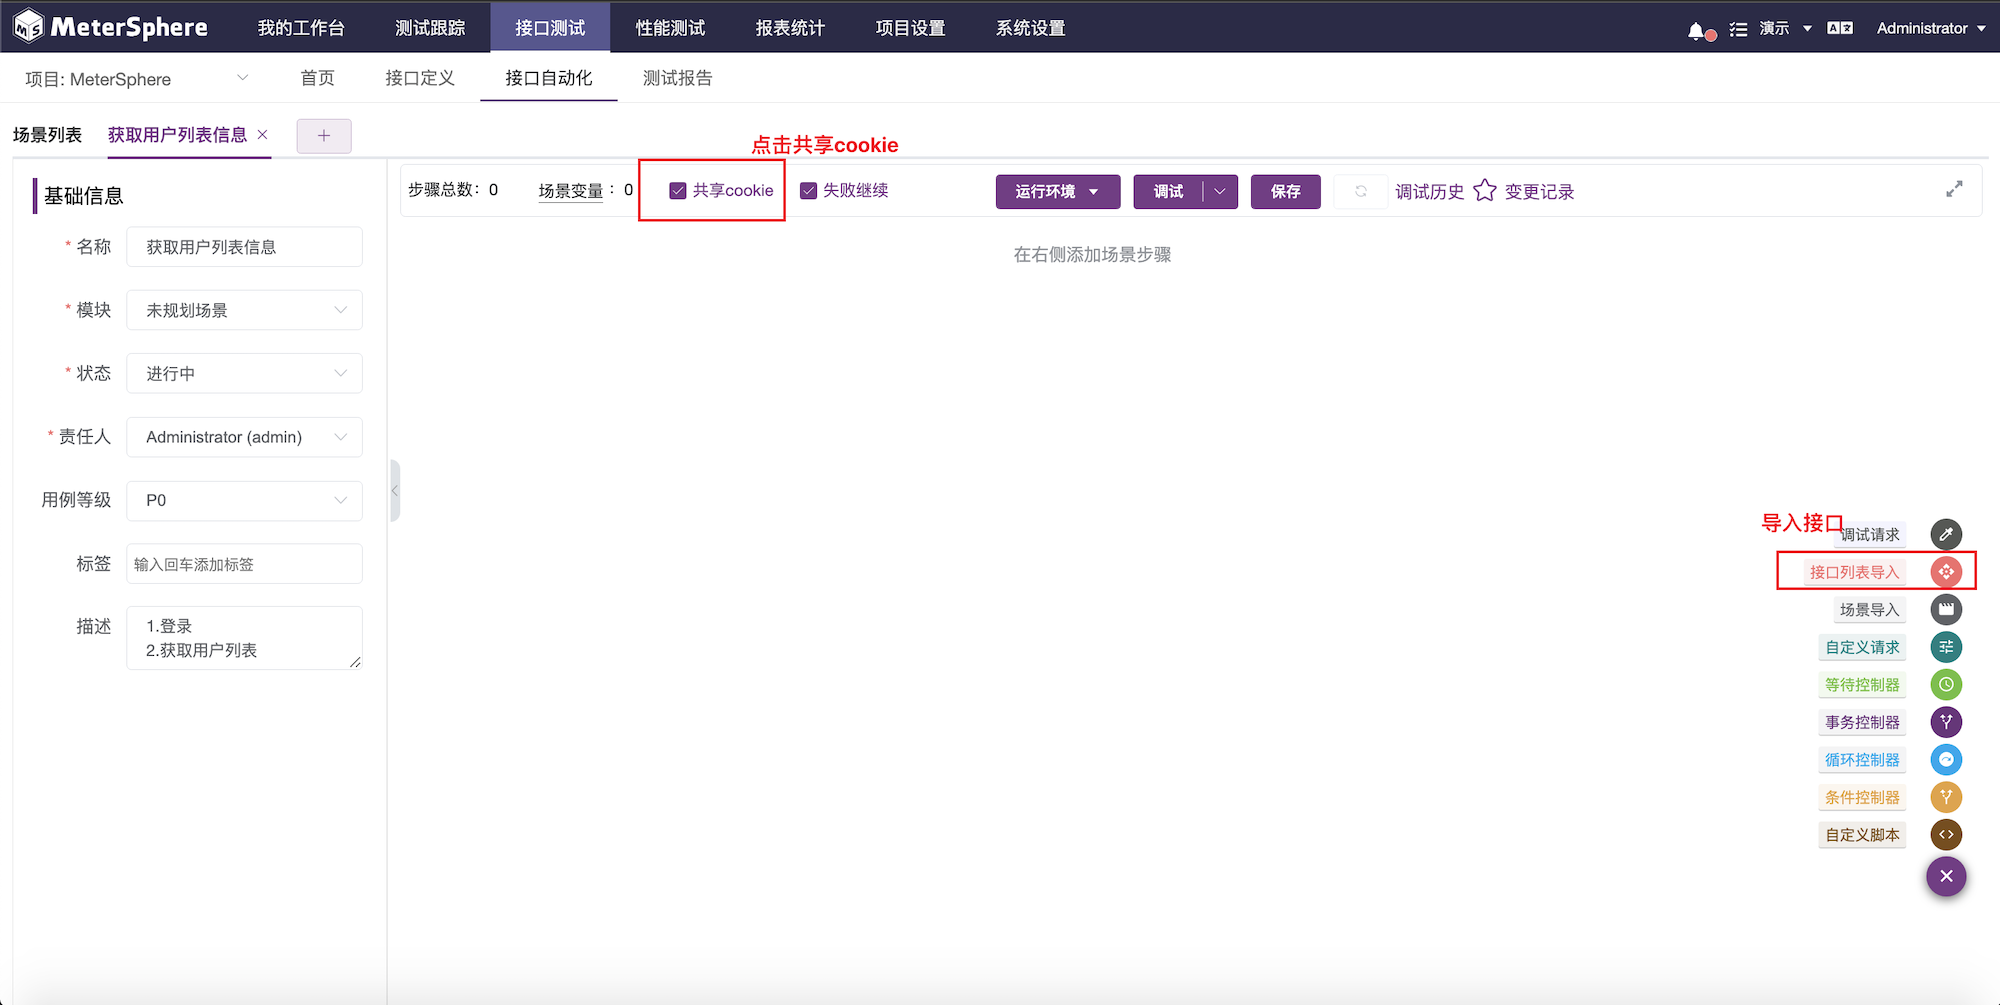 MeterSphere 我的工作台 测试跟踪 接口测试 性能测试 报表统计 项目设置 系统设置 演示 Administrator
项目: MeterSphere 首页 接口定义 接口自动化 测试报告
场景列表 获取用户列表信息
点击共享cookie
步骤总数: 0 场景变量 : 0 共享cookie 失败继续 运行环境 调试 保存 调试历史 变更记录
在右侧添加场景步骤
基础信息
* 名称 获取用户列表信息
* 模块 未规划场景
* 状态 进行中
* 责任人 Administrator (admin)
用例等级 P0
标签 输入回车添加标签
描述 1.登录
2.获取用户列表
导入接口
调试请求
接口列表导入
场景导入
自定义请求
等待控制器
事务控制器
循环控制器
条件控制器
自定义脚本